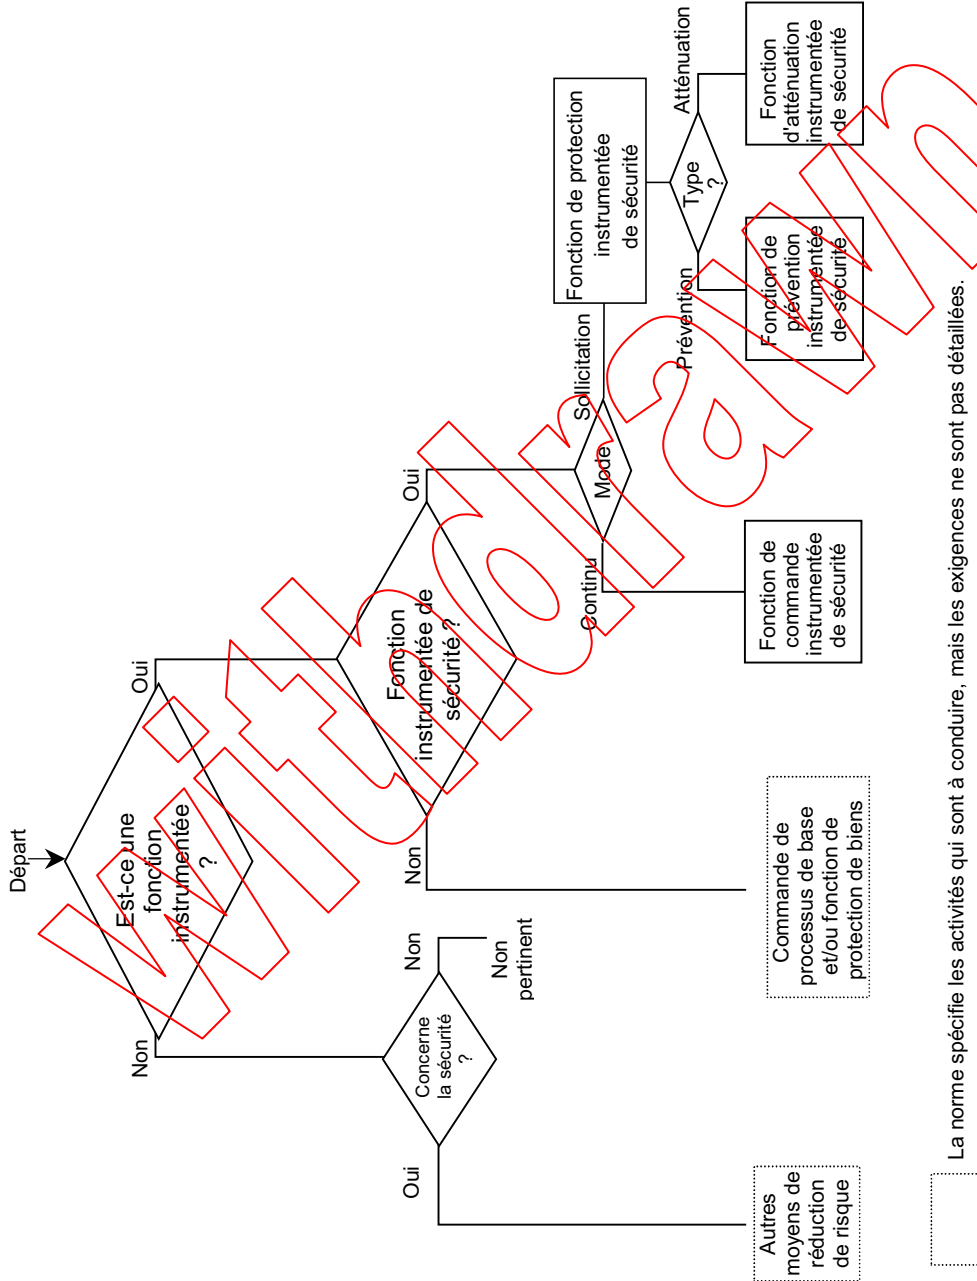 Départ
Est-ce une
fonction
instrumentée
?
Non
Oui
Concerne
la sécurité
?
Oui
Non
Non
pertinent
Fonction
instrumentée de
sécurité ?
Non
Oui
Mode
Continu
Sollicitation
Fonction de protection
instrumentée
de sécurité
Type
?
Prévention
Atténuation
Autres
moyens de
réduction
de risque
Commande de
processus de base
et/ou fonction de
protection de biens
Fonction de
commande
instrumentée
de sécurité
Fonction de
prévention
instrumentée
de sécurité
Fonction
d'atténuation
instrumentée
de sécurité
La norme spécifie les activités qui sont à conduire, mais les exigences ne sont pas détaillées.
Withdrawn